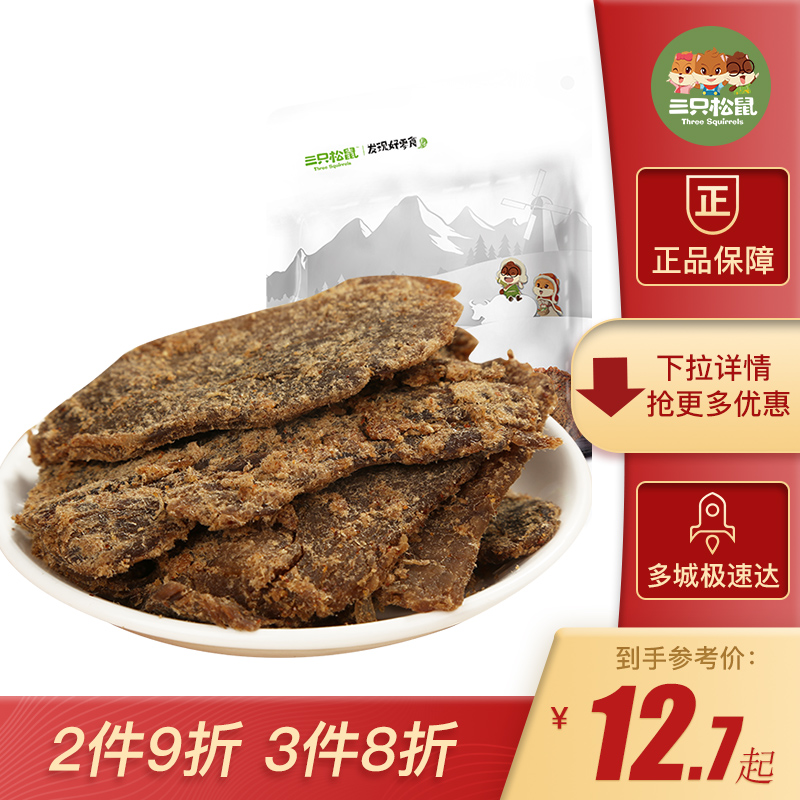 三只松鼠
Three Squirrels
三只松鼠 | 发现好零食
Three Squirrels
正
正品保障
下拉详情
抢更多优惠
多城极速达
到手参考价：
¥ 12.7起
2件9折 3件8折